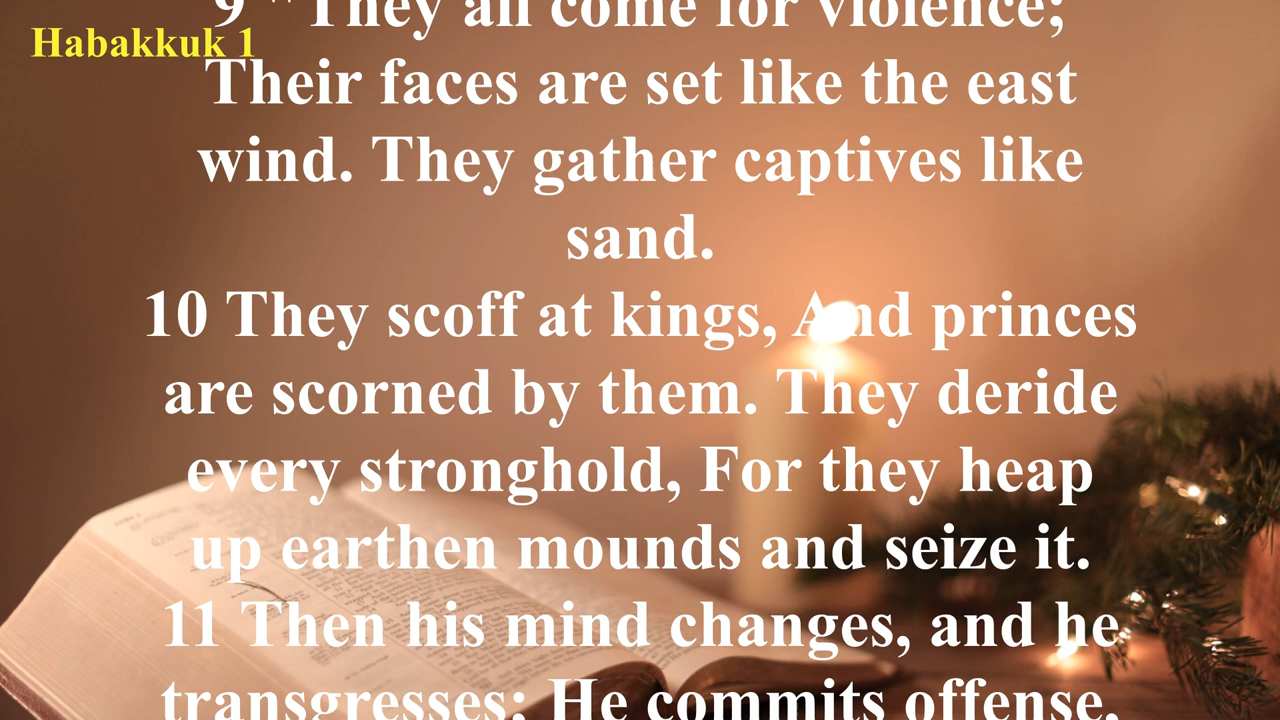 9 "They all come for violence;
Habakkuk 1
Their faces are set like the east
wind. They gather captives like
sand.
10 They scoff at kings, And princes
are scorned by them. They deride
every stronghold, For they heap
up earthen mounds and seize it.
11 Then his mind changes, and he
transgresses; He commits offense,